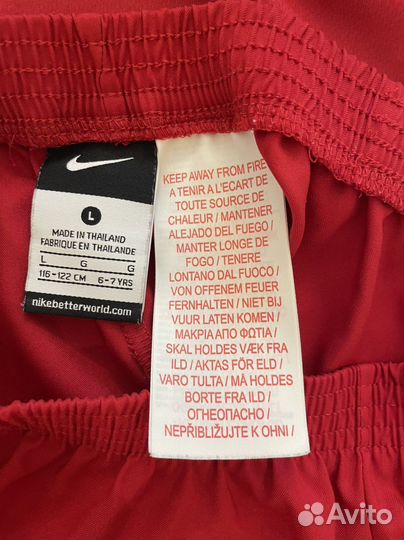 L
MADE IN THAILAND
FABRIQUE EN THAILANDE
L G G
116-122 CM 6-7 YRS
nikebetterworld.com
KEEP AWAY FROM FIRE
A TENIR A L'ECART DE
TOUTE SOURCE DE
CHALEUR / MANTENER
ALEJADO DEL FUEGO /
MANTER LONGE DE
FOGO / TENERE
LONTANO DAL FUOCO /
VON OFFENEM FEUER
FERNHALTEN / NIET BIJ
VUUR LATEN KOMEN /
ΜΑΚΡΙΑ ΑΠΟ ΦΩΤΙΑ /
SKAL HOLDES VÆK FRA
ILD / AKTAS FÖR ELD /
VARO TULTA / MÅ HOLDES
BORTE FRA ILD /
ОГНЕОПАСНО /
NEPŘIBLIŽUJTE K OHNI /
Avito